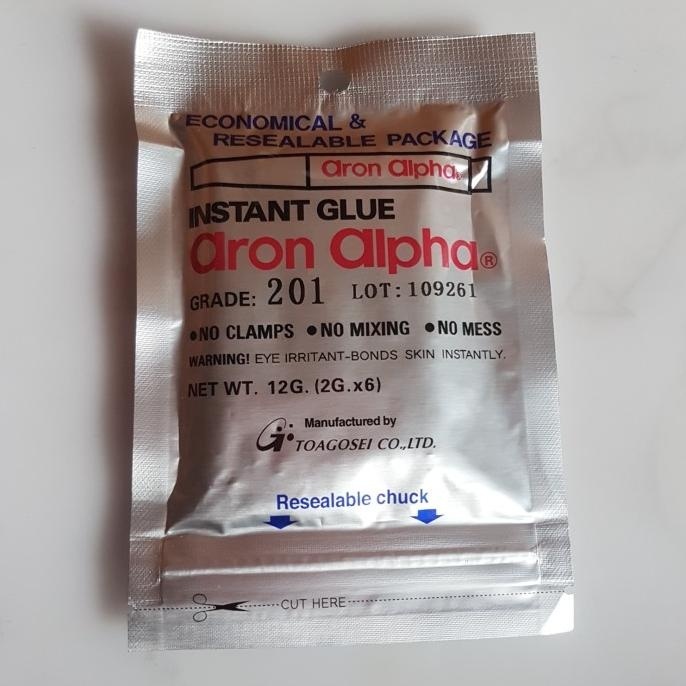 ECONOMICAL &
RESEALABLE PACKAGE
aron alpha®
INSTANT GLUE
aron alpha®
GRADE: 201 LOT: 109261
●NO CLAMPS ●NO MIXING ●NO MESS
WARNING! EYE IRRITANT-BONDS SKIN INSTANTLY.
NET WT. 12G. (2G.x6)
Manufactured by
TOAGOSEI CO.,LTD.
Resealable chuck
CUT HERE